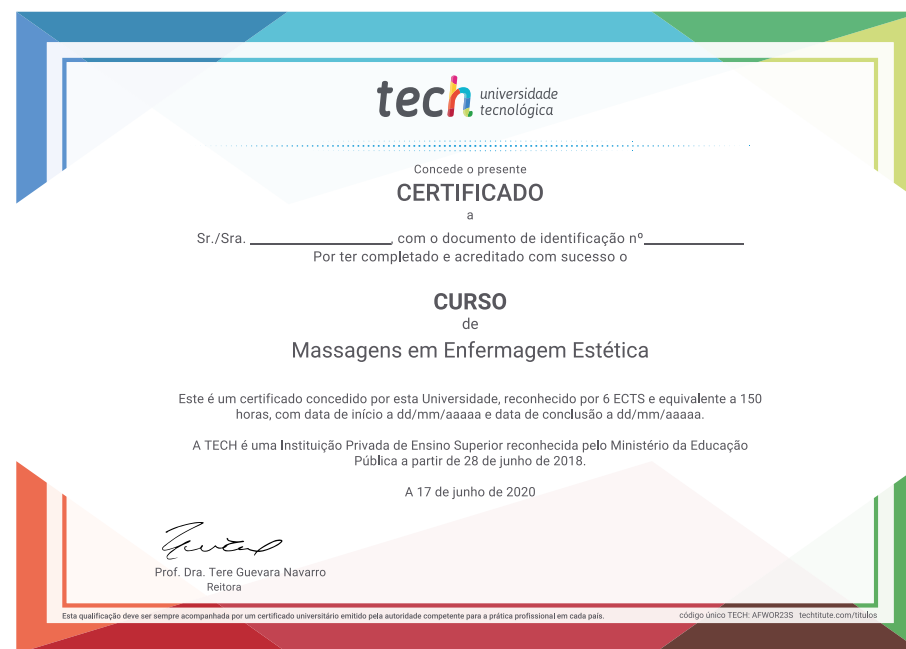 tech universidade
tecnológica
Concede o presente
CERTIFICADO
a
Sr./Sra. ________________, com o documento de identificação nº____________
Por ter completado e acreditado com sucesso o
CURSO
de
Massagens em Enfermagem Estética
Este é um certificado concedido por esta Universidade, reconhecido por 6 ECTS e equivalente a 150
horas, com data de início a dd/mm/aaaaa e data de conclusão a dd/mm/aaaaa.
A TECH é uma Instituição Privada de Ensino Superior reconhecida pelo Ministério da Educação
Pública a partir de 28 de junho de 2018.
A 17 de junho de 2020
Prof. Dra. Tere Guevara Navarro
Reitora
Esta qualificação deve ser sempre acompanhada por um certificado universitário emitido pela autoridade competente para a prática profissional em cada país.
código único TECH: AFWOR23S techtitute.com/titulos